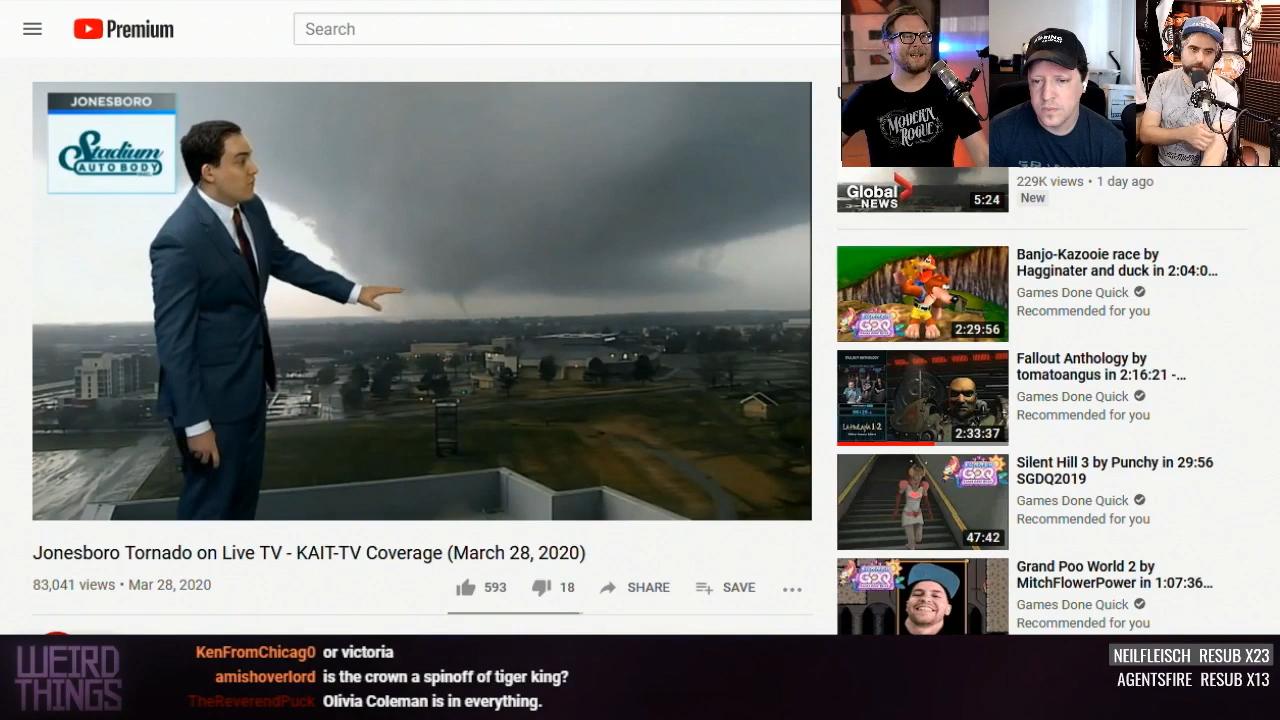 Premium
Search
JONESBORO
Stadium
AUTO BODY
MODERN
ROGUE
Global
NEWS
5:24
229K views • 1 day ago
New
Banjo-Kazooie race by
Hagginater and duck in 2:04:0...
Games Done Quick
Recommended for you
2:29:56
Fallout Anthology by
tomatoangus in 2:16:21 -...
Games Done Quick
Recommended for you
2:33:37
Silent Hill 3 by Punchy in 29:56
SGDQ2019
Games Done Quick
Recommended for you
47:42
Grand Poo World 2 by
MitchFlowerPower in 1:07:36...
Games Done Quick
Recommended for you
Jonesboro Tornado on Live TV - KAIT-TV Coverage (March 28, 2020)
83,041 views • Mar 28, 2020
593 18 SHARE SAVE
WEIRD
THINGS
KenFromChicag0 or victoria
amishoverlord is the crown a spinoff of tiger king?
TheReverendPuck Olivia Coleman is in everything.
NEILFLEISCH RESUB X23
AGENTSFIRE RESUB X13